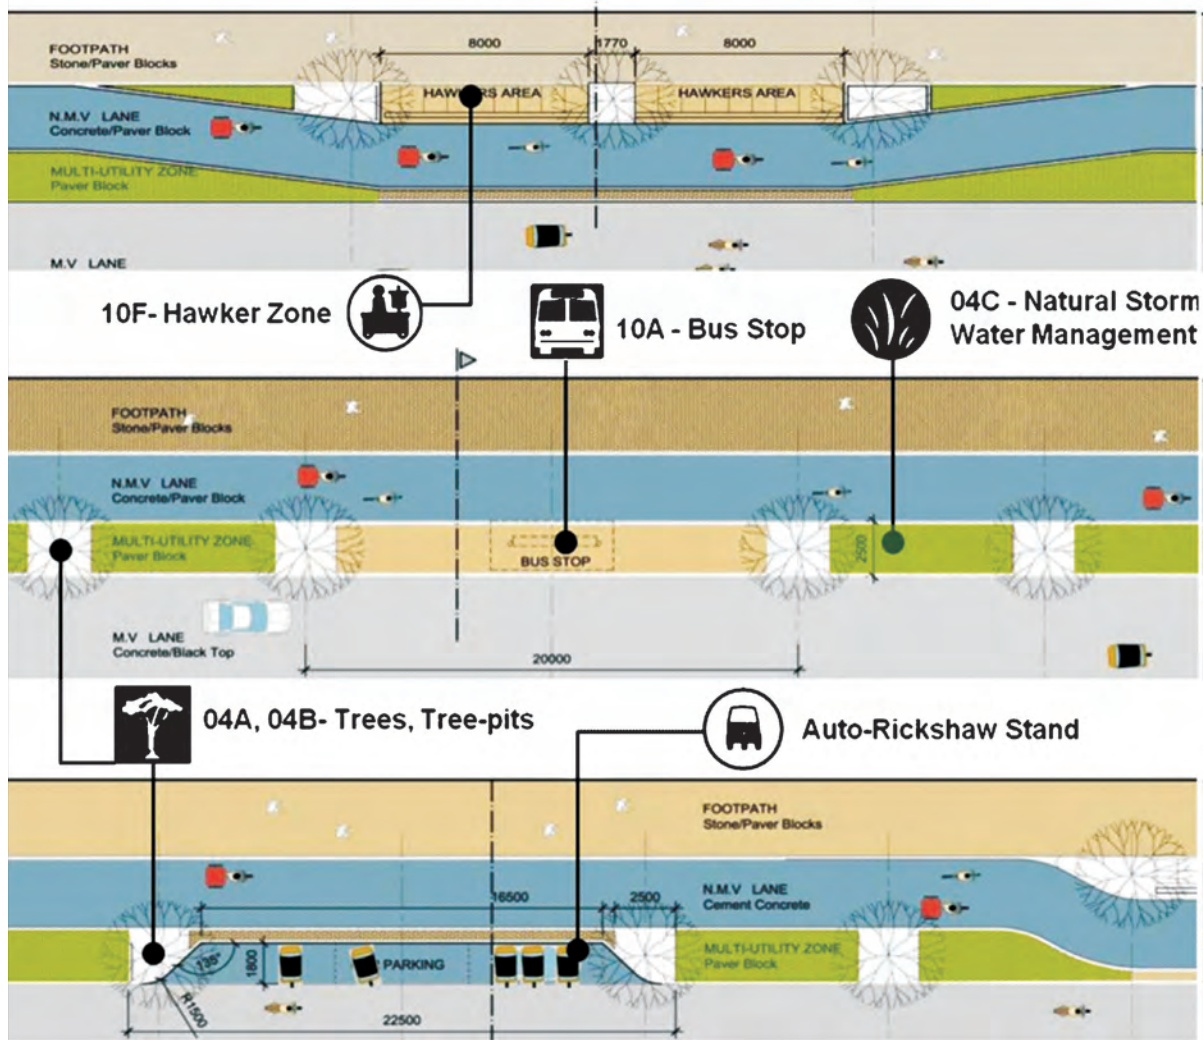 8000
1770
8000
FOOTPATH
Stone/Paver Blocks
HAWKERS AREA
HAWKERS AREA
N.M.V LANE
Concrete/Paver Block
MULTI-UTILITY ZONE
Paver Block
M.V LANE
10F- Hawker Zone
10A - Bus Stop
04C - Natural Storm
Water Management
FOOTPATH
Stone/Paver Blocks
N.M.V LANE
Concrete/Paver Block
MULTI-UTILITY ZONE
Paver Block
BUS STOP
2500
M.V LANE
Concrete/Black Top
20000
04A, 04B- Trees, Tree-pits
Auto-Rickshaw Stand
FOOTPATH
Stone/Paver Blocks
N.M.V LANE
Cement Concrete
16500
2500
MULTI-UTILITY ZONE
Paver Block
135°
1800
PARKING
R1500
22500